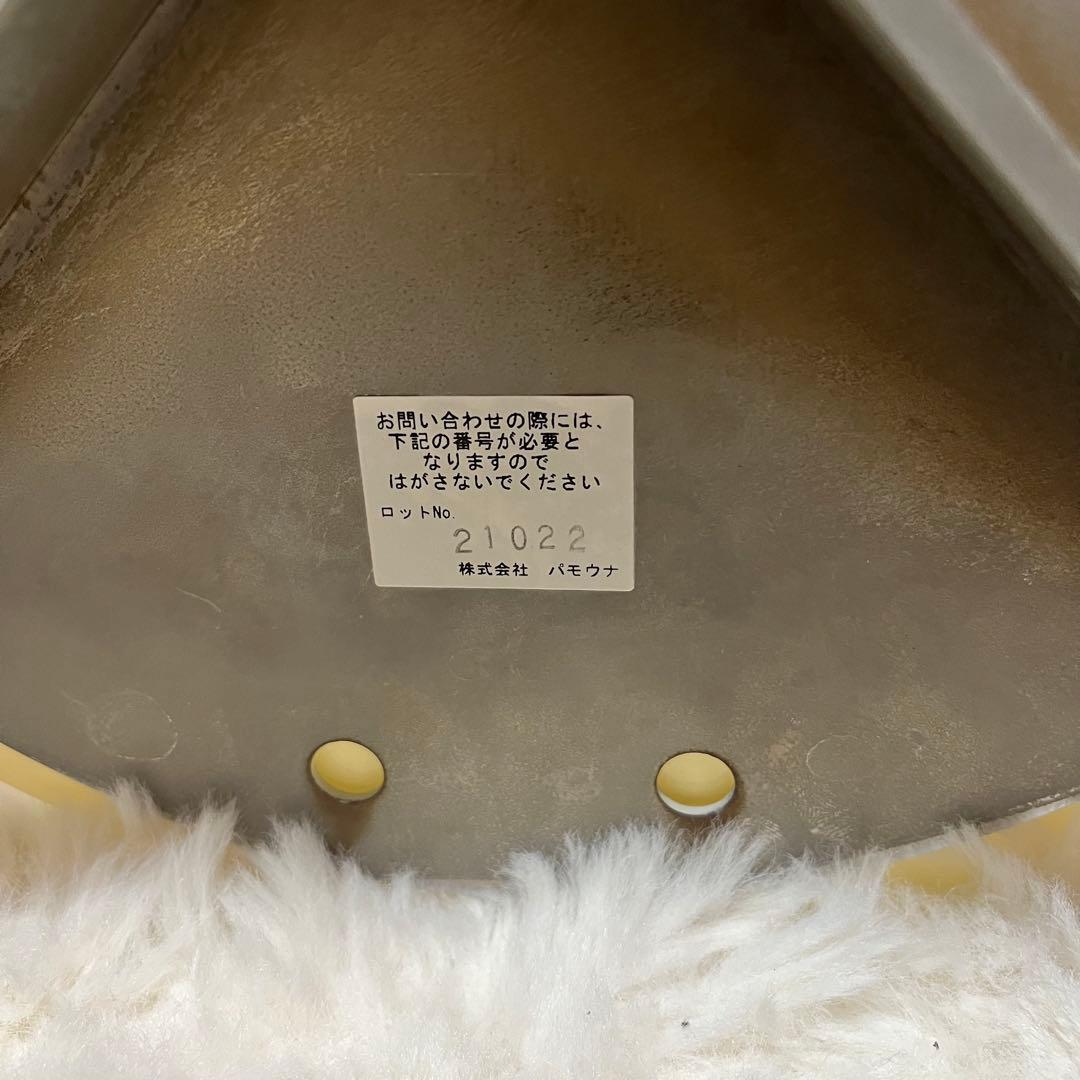 お問い合わせの際には、
下記の番号が必要と
なりますので
はがさないでください
ロットNo.
21022
株式会社　パモウナ